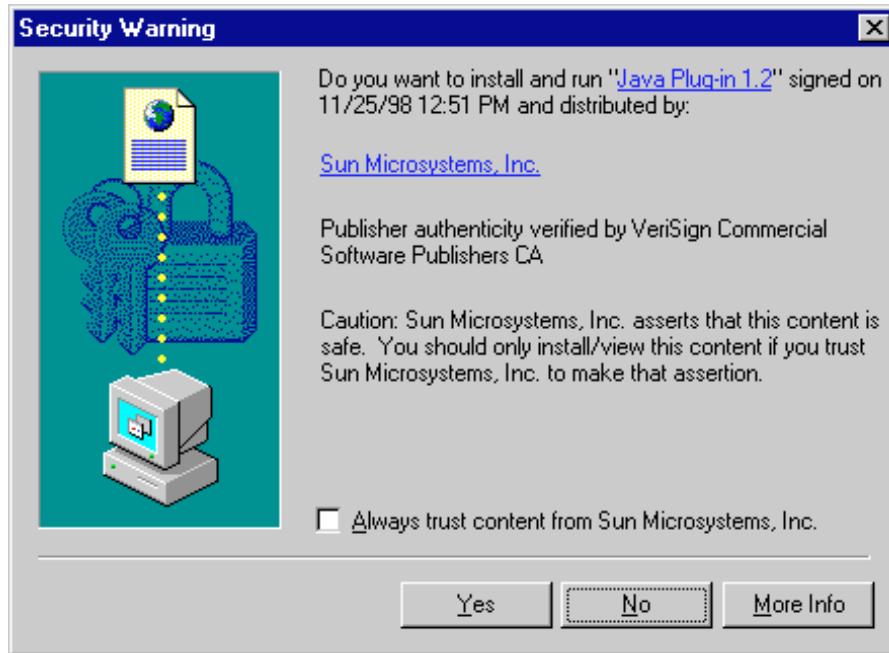 Security Warning
Do you want to install and run "Java Plug-in 1.2" signed on
11/25/98 12:51 PM and distributed by:
Sun Microsystems, Inc.
Publisher authenticity verified by VeriSign Commercial
Software Publishers CA
Caution: Sun Microsystems, Inc. asserts that this content is
safe.  You should only install/view this content if you trust
Sun Microsystems, Inc. to make that assertion.
Always trust content from Sun Microsystems, Inc.
Yes No More Info